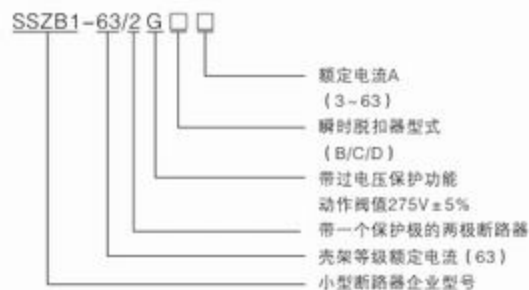 SSZB1-63/2 G □ □
额定电流A
（3~63）
瞬时脱扣器型式
（B/C/D）
带过电压保护功能
动作阀值275V±5%
带一个保护极的两极断路器
壳架等级额定电流（63）
小型断路器企业型号